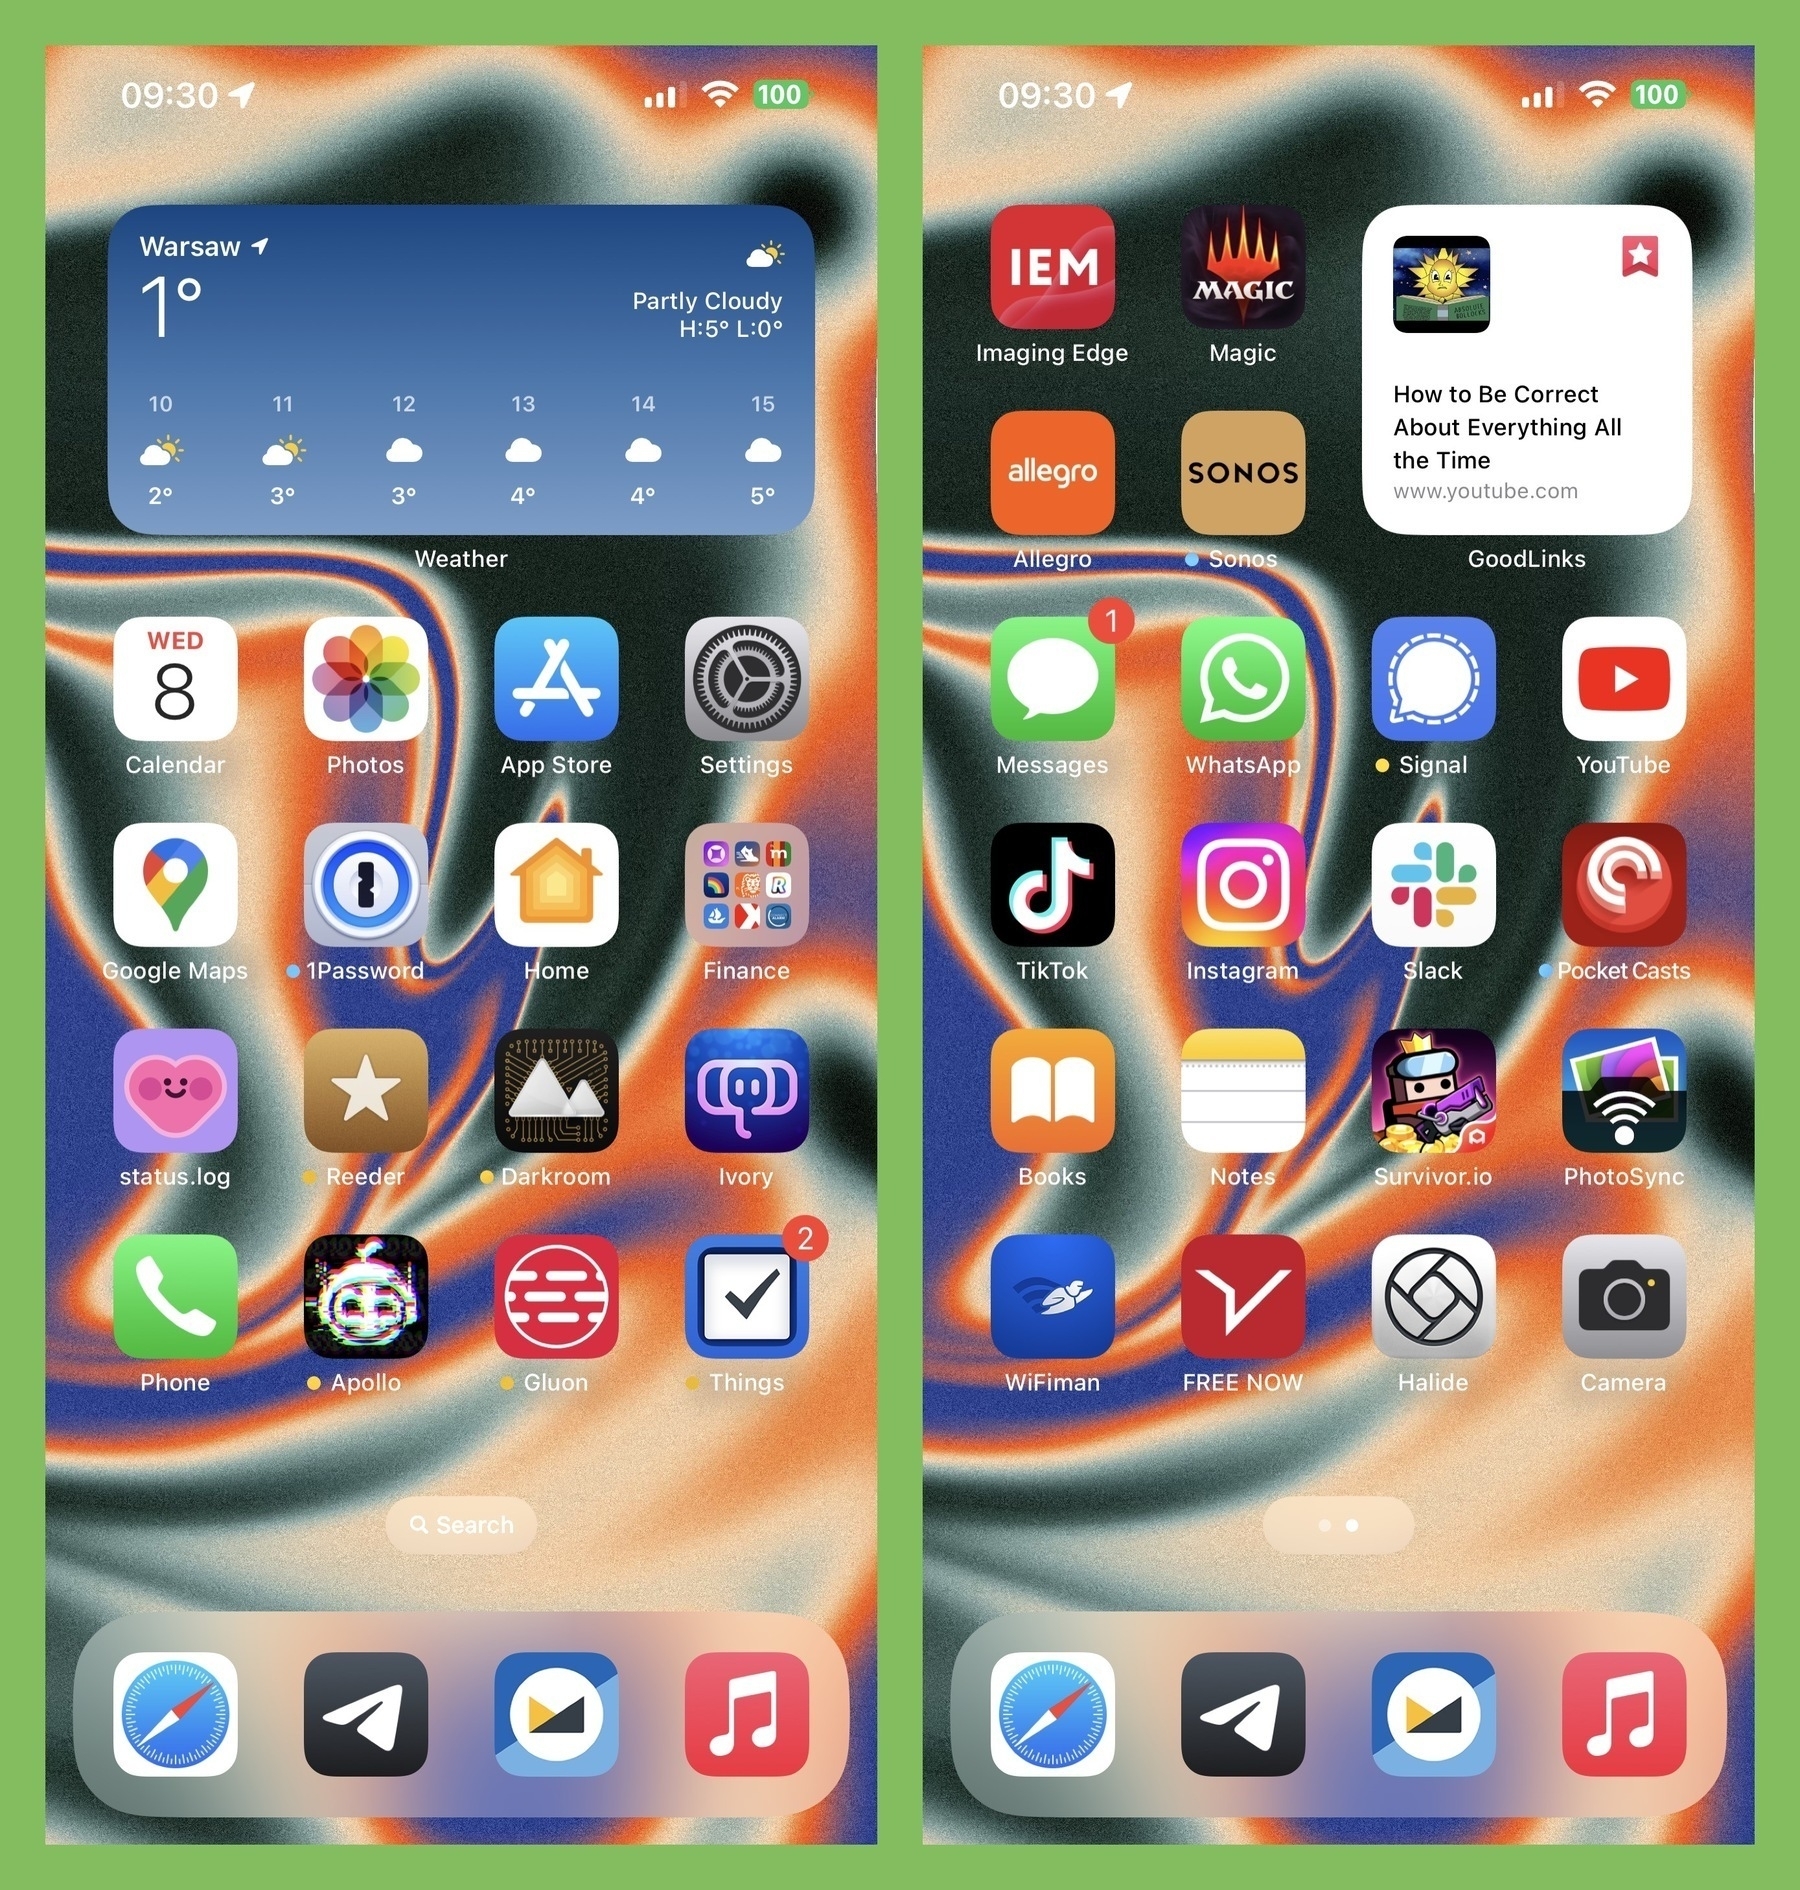 09:30
100
Warsaw
1°
Partly Cloudy
H:5° L:0°
10 11 12 13 14 15
2° 3° 3° 4° 4° 5°
Weather
WED
8
Calendar Photos App Store Settings
Google Maps 1Password Home Finance
status.log Reeder Darkroom Ivory
2
Phone Apollo Gluon Things
Search
09:30
100
IEM
MAGIC
Imaging Edge Magic
allegro
SONOS
Allegro Sonos
How to Be Correct
About Everything All
the Time
www.youtube.com
GoodLinks
1
Messages WhatsApp Signal YouTube
TikTok Instagram Slack Pocket Casts
Books Notes Survivor.io PhotoSync
WiFiman FREE NOW Halide Camera